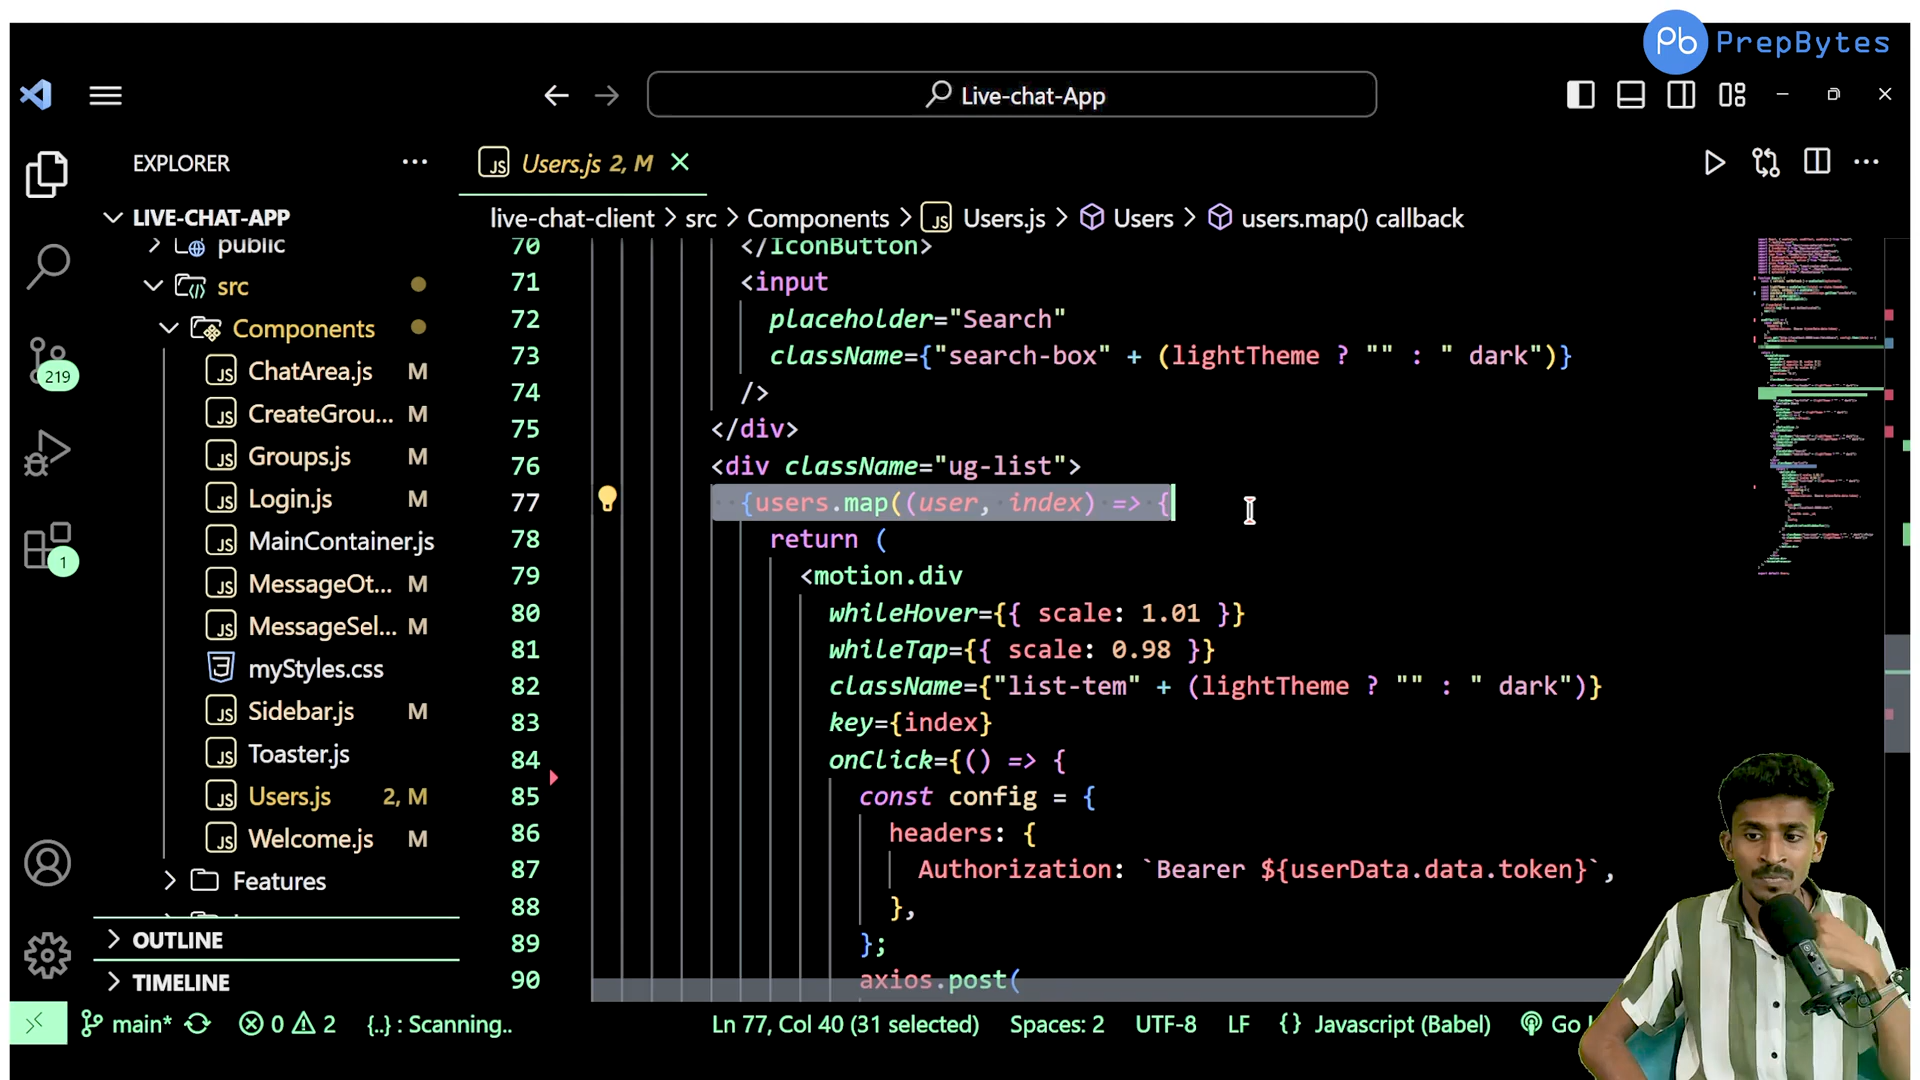 Pb PrepBytes
Live-chat-App
EXPLORER
Users.js 2, M
LIVE-CHAT-APP
live-chat-client > src > Components > Users.js > Users > users.map() callback
public
src
Components
ChatArea.js M
CreateGrou... M
Groups.js M
Login.js M
MainContainer.js
MessageOt... M
MessageSel... M
myStyles.css
Sidebar.js M
Toaster.js
Users.js 2, M
Welcome.js M
Features
OUTLINE
TIMELINE
219
1
70 </IconButton>
71 <input
72 placeholder="Search"
73 className={"search-box" + (lightTheme ? "" : " dark")}
74 />
75 </div>
76 <div className="ug-list">
77 {users.map((user, index) => {
78 return (
79 <motion.div
80 whileHover={{ scale: 1.01 }}
81 whileTap={{ scale: 0.98 }}
82 className={"list-tem" + (lightTheme ? "" : " dark")}
83 key={index}
84 onClick={() => {
85 const config = {
86 headers: {
87 Authorization: `Bearer ${userData.data.token}`,
88 },
89 };
90 axios.post(
main* 0 2 {..} : Scanning.. Ln 77, Col 40 (31 selected) Spaces: 2 UTF-8 LF {} Javascript (Babel) Go